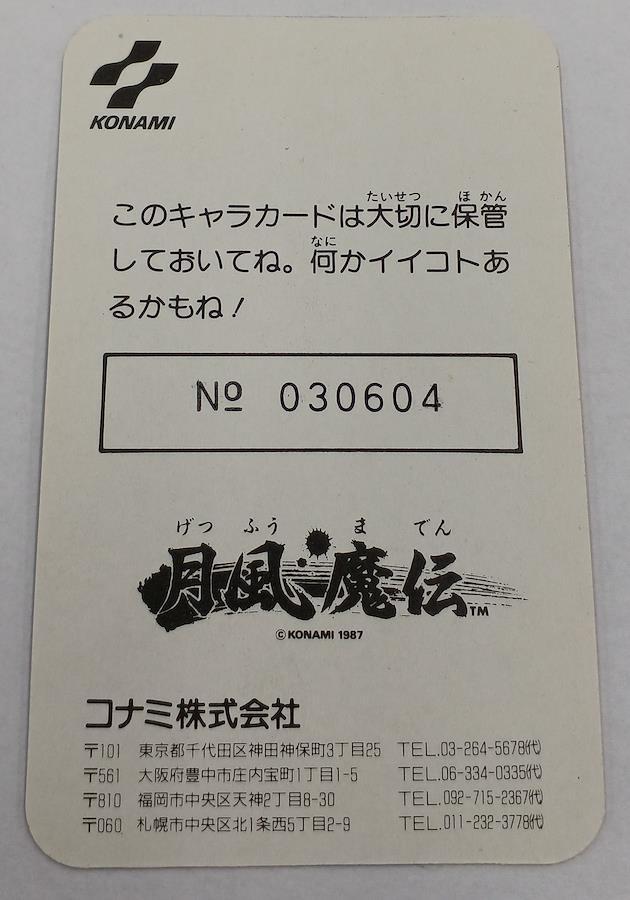 KONAMI
このキャラカードは大切に保管
たいせつ ほかん
しておいてね。何かイイコトあ
なに
るかもね！
№ 030604
げつ ふう ま でん
月風魔伝™
©KONAMI 1987
コナミ株式会社
〒101 東京都千代田区神田神保町3丁目25 TEL.03-264-5678㈹
〒561 大阪府豊中市庄内宝町1丁目1-5 TEL.06-334-0335㈹
〒810 福岡市中央区天神2丁目8-30 TEL.092-715-2367㈹
〒060 札幌市中央区北1条西5丁目2-9 TEL.011-232-3778㈹